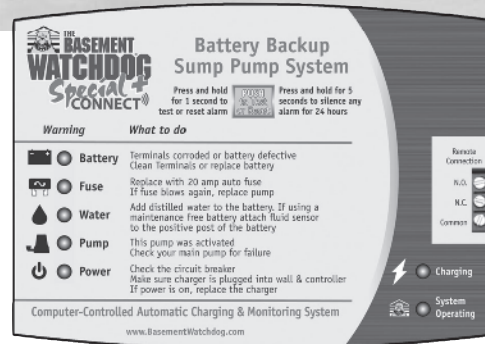 THE
BASEMENT
WATCHDOG
Special+
CONNECT
Battery Backup
Sump Pump System
Press and hold
for 1 second to
test or reset alarm
PUSH
to Test
Press and hold for 5
seconds to silence any
alarm for 24 hours
Warning What to do
Battery Terminals corroded or battery defective
Clean Terminals or replace battery
Fuse Replace with 20 amp auto fuse
If fuse blows again, replace pump
Water Add distilled water to the battery. If using a
maintenance free battery attach fluid sensor
to the positive post of the battery
Pump This pump was activated
Check your main pump for failure
Power Check the circuit breaker
Make sure charger is plugged into wall & controller
If power is on, replace the charger
Computer-Controlled Automatic Charging & Monitoring System
www.BasementWatchdog.com
Remote
Connection
N.O.
N.C.
Common
Charging
System
Operating